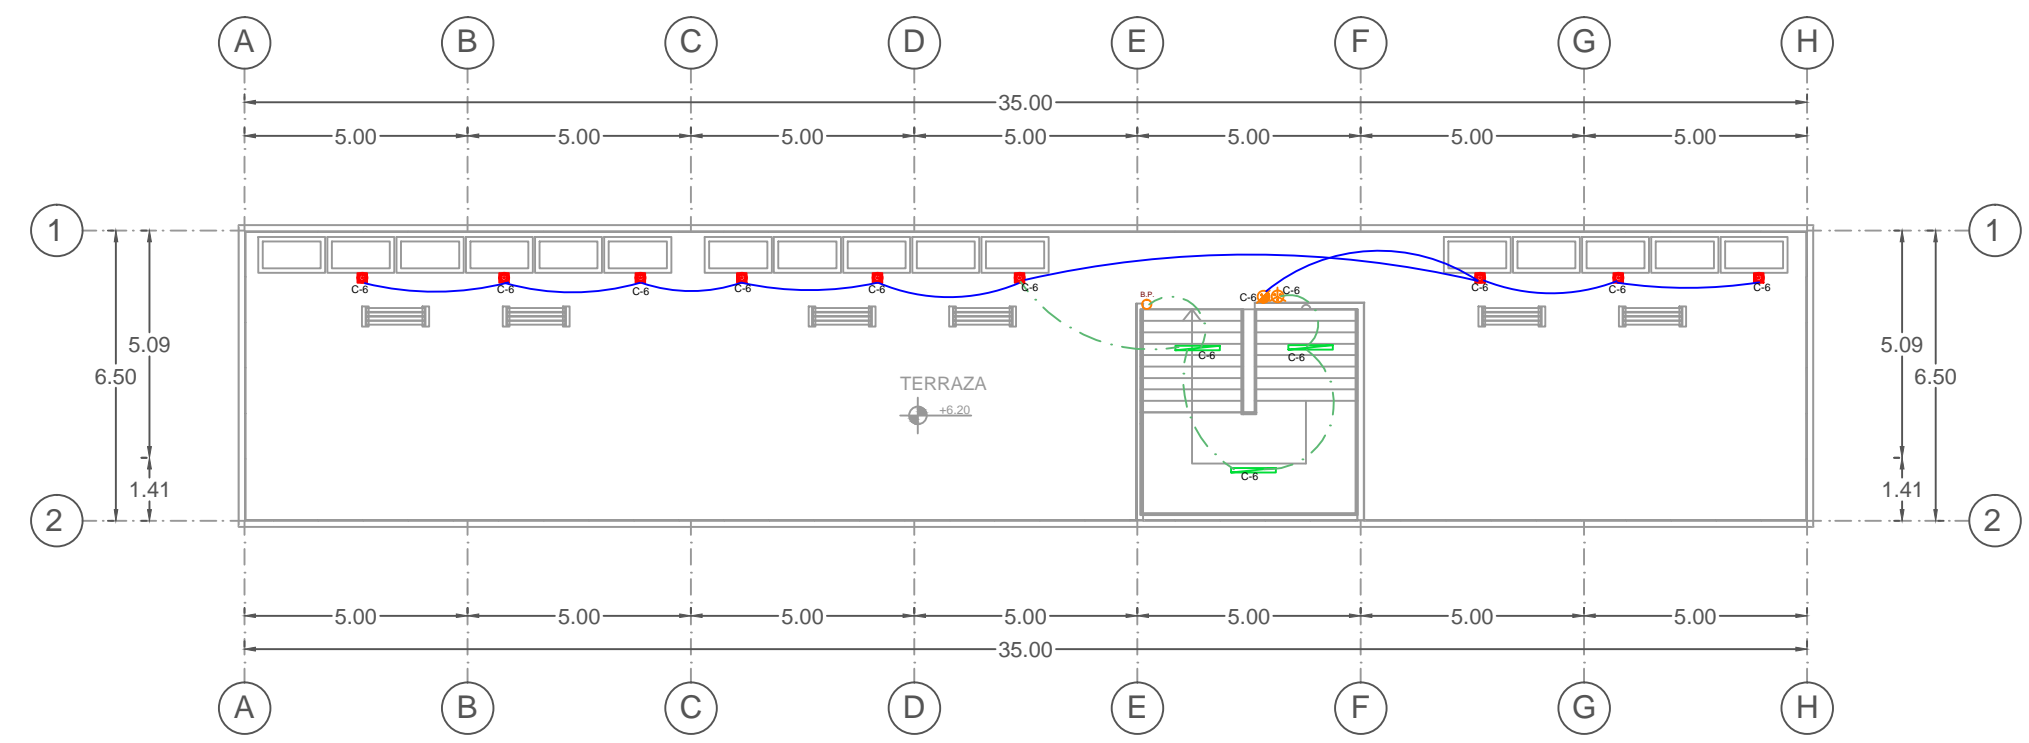 A B C D E F G H
35.00
5.00 5.00 5.00 5.00 5.00 5.00 5.00
1 1
C-6 C-6 C-6 C-6 C-6 C-6 B.P. C-6 C-6 C-6 C-6 C-6
5.09 5.09
C-6 C-6
6.50 6.50
TERRAZA
+6.20
C-6
1.41 1.41
2 2
5.00 5.00 5.00 5.00 5.00 5.00 5.00
35.00
A B C D E F G H